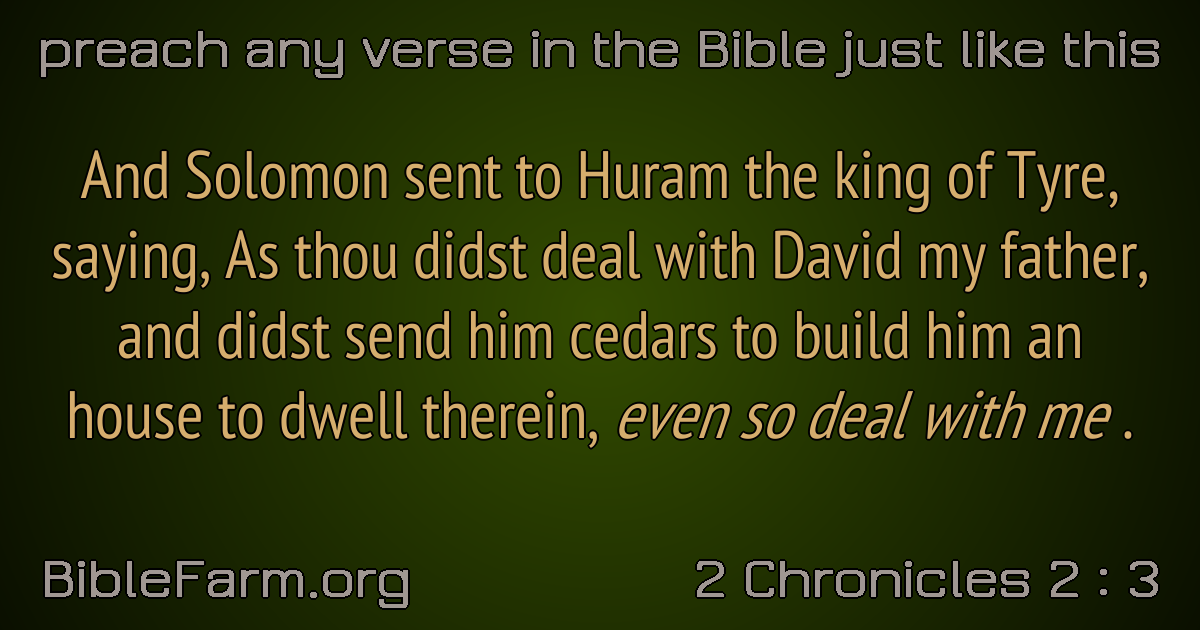 preach any verse in the Bible just like this
And Solomon sent to Huram the king of Tyre,
saying, As thou didst deal with David my father,
and didst send him cedars to build him an
house to dwell therein, even so deal with me .
BibleFarm.org
2 Chronicles 2 : 3